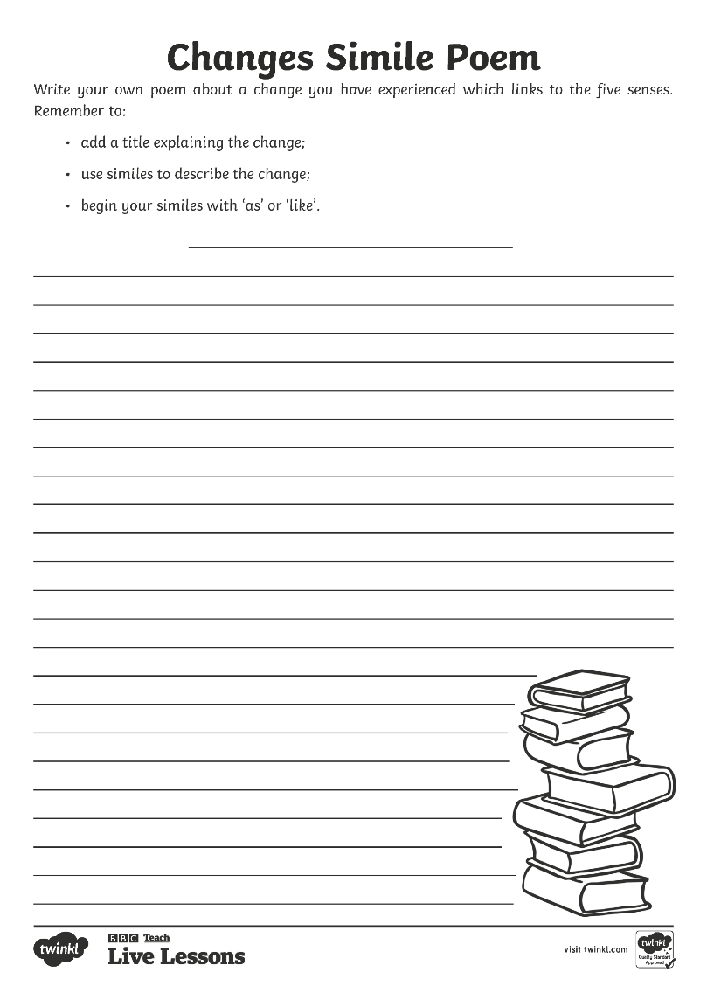 Changes Simile Poem
Write your own poem about a change you have experienced which links to the five senses.
Remember to:
• add a title explaining the change;
• use similes to describe the change;
• begin your similes with ‘as’ or ‘like’.
twinkl
BBC Teach
Live Lessons
visit twinkl.com
twinkl
Quality Standard
Approved